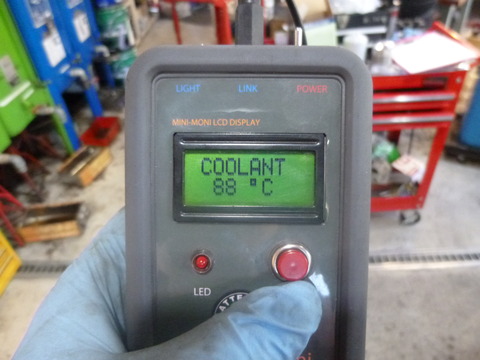 LIGHT LINK POWER
MINI-MONI LCD DISPLAY
COOLANT
88 °C
LED